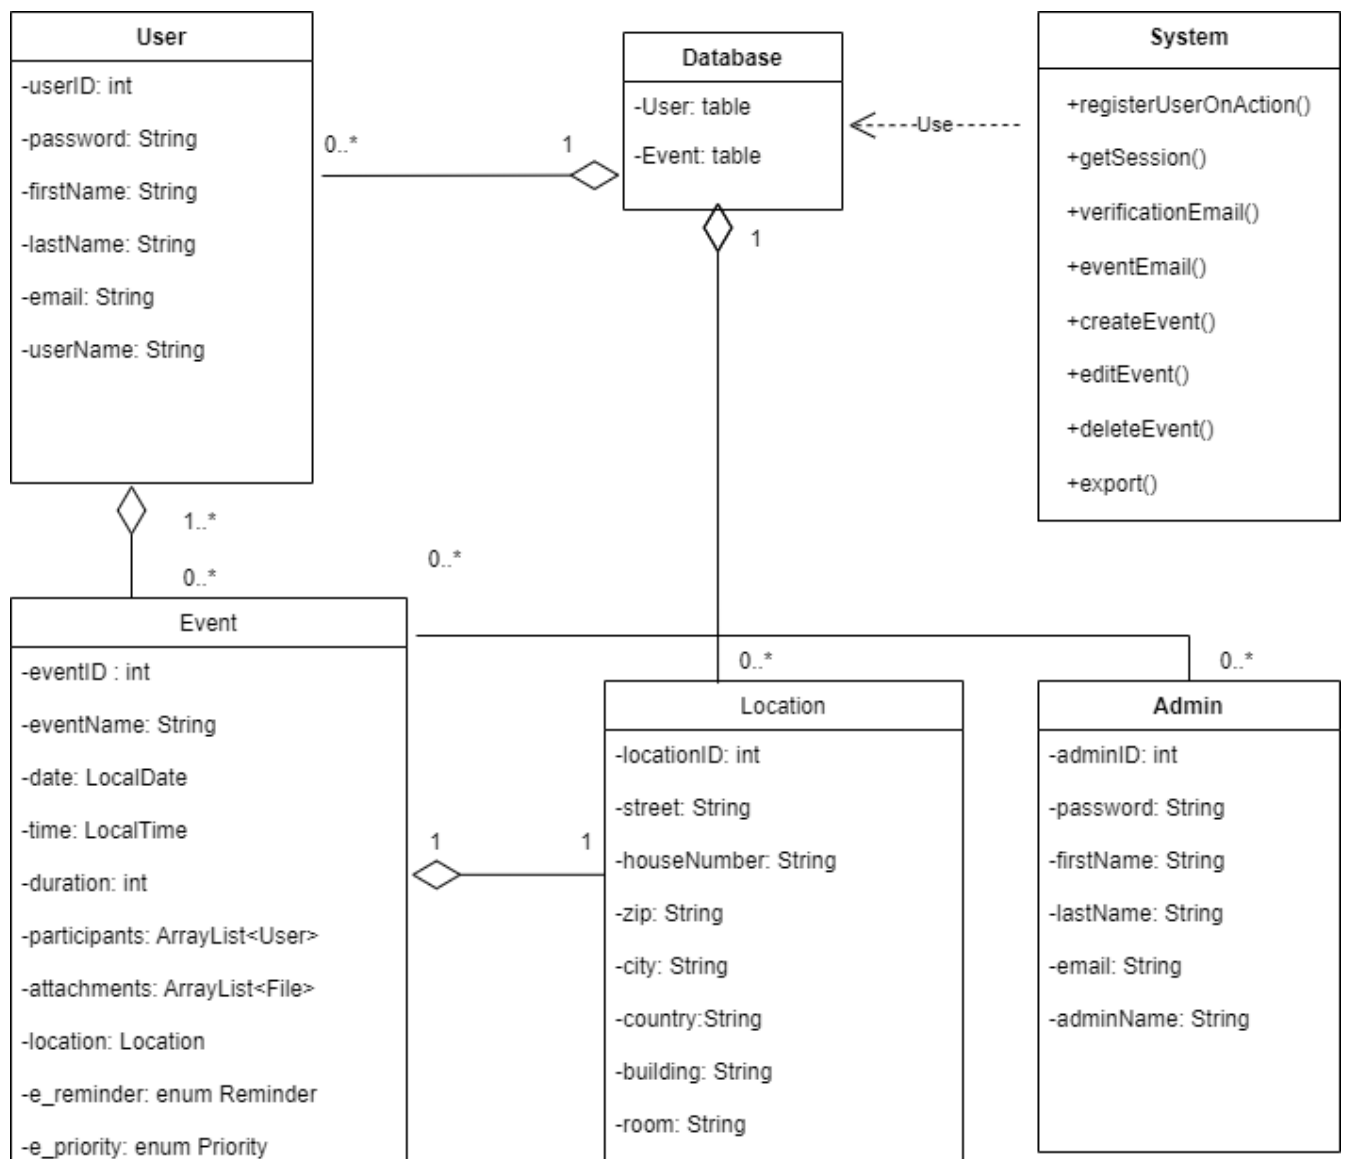 User
-userID: int
-password: String
-firstName: String
-lastName: String
-email: String
-userName: String
0..*
1
Database
-User: table
-Event: table
1
Use
System
+registerUserOnAction()
+getSession()
+verificationEmail()
+eventEmail()
+createEvent()
+editEvent()
+deleteEvent()
+export()
1..*
0..*
0..*
Event
-eventID : int
-eventName: String
-date: LocalDate
-time: LocalTime
-duration: int
-participants: ArrayList<User>
-attachments: ArrayList<File>
-location: Location
-e_reminder: enum Reminder
-e_priority: enum Priority
1
1
0..*
Location
-locationID: int
-street: String
-houseNumber: String
-zip: String
-city: String
-country:String
-building: String
-room: String
0..*
Admin
-adminID: int
-password: String
-firstName: String
-lastName: String
-email: String
-adminName: String